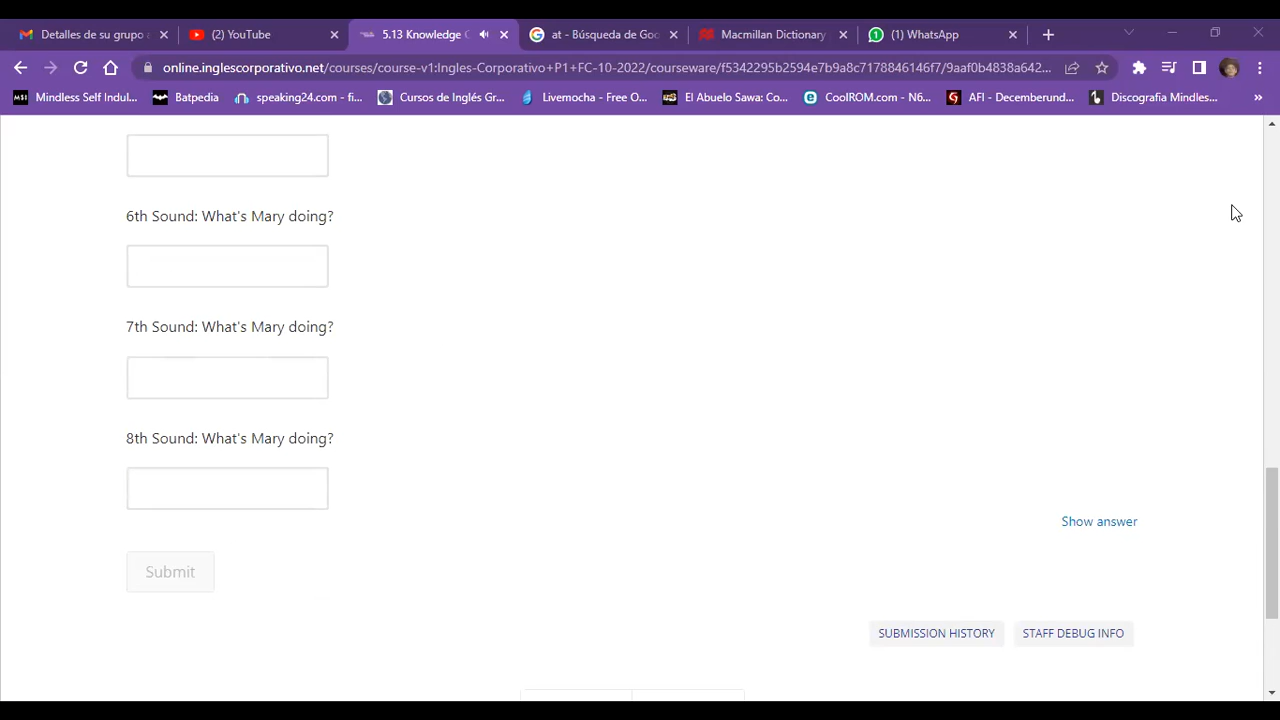 Detalles de su grupo
(2) YouTube
5.13 Knowledge C
at - Búsqueda de Goo
Macmillan Dictionary
(1) WhatsApp
online.inglescorporativo.net/courses/course-v1:Ingles-Corporativo+P1+FC-10-2022/courseware/f5342295b2594e7b9a8c7178846146f7/9aaf0b4838a642...
Mindless Self Indul...
Batpedia
speaking24.com - fi...
Cursos de Inglés Gr...
Livemocha - Free O...
El Abuelo Sawa: Co...
CoolROM.com - N6...
AFI - Decemberund...
Discografia Mindles...
»
6th Sound: What's Mary doing?
7th Sound: What's Mary doing?
8th Sound: What's Mary doing?
Show answer
Submit
SUBMISSION HISTORY
STAFF DEBUG INFO